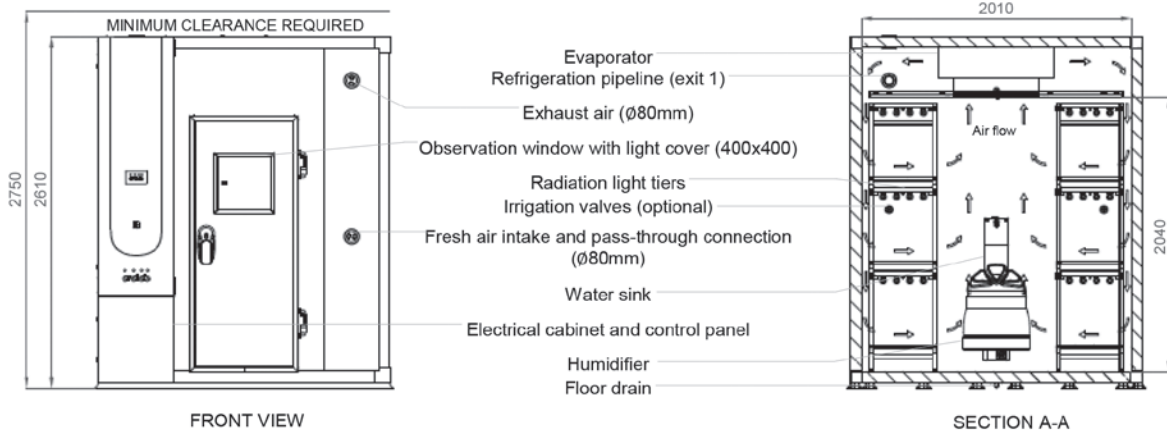 2010
MINIMUM CLEARANCE REQUIRED
Evaporator
Refrigeration pipeline (exit 1)
Exhaust air (Ø80mm)
Air flow
Observation window with light cover (400x400)
Radiation light tiers
Irrigation valves (optional)
2750
2610
Fresh air intake and pass-through connection
(Ø80mm)
2040
Water sink
Electrical cabinet and control panel
Humidifier
Floor drain
FRONT VIEW
SECTION A-A